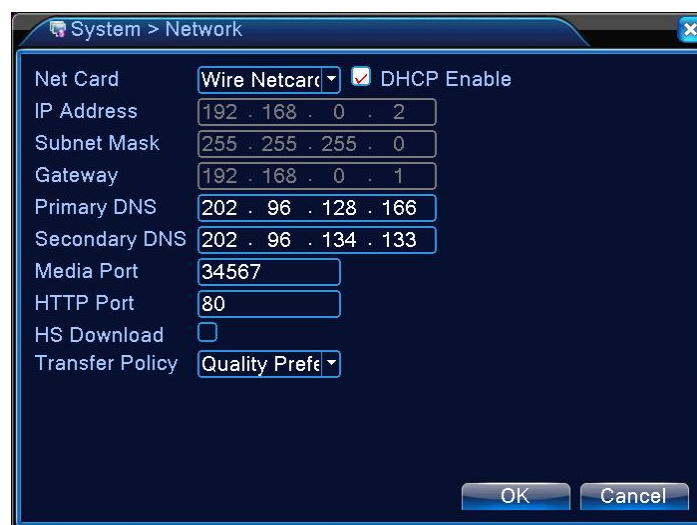 System > Network
Net Card Wire Netcard DHCP Enable
IP Address 192 . 168 . 0 . 2
Subnet Mask 255 . 255 . 255 . 0
Gateway 192 . 168 . 0 . 1
Primary DNS 202 . 96 . 128 . 166
Secondary DNS 202 . 96 . 134 . 133
Media Port 34567
HTTP Port 80
HS Download
Transfer Policy Quality Prefe
OK Cancel